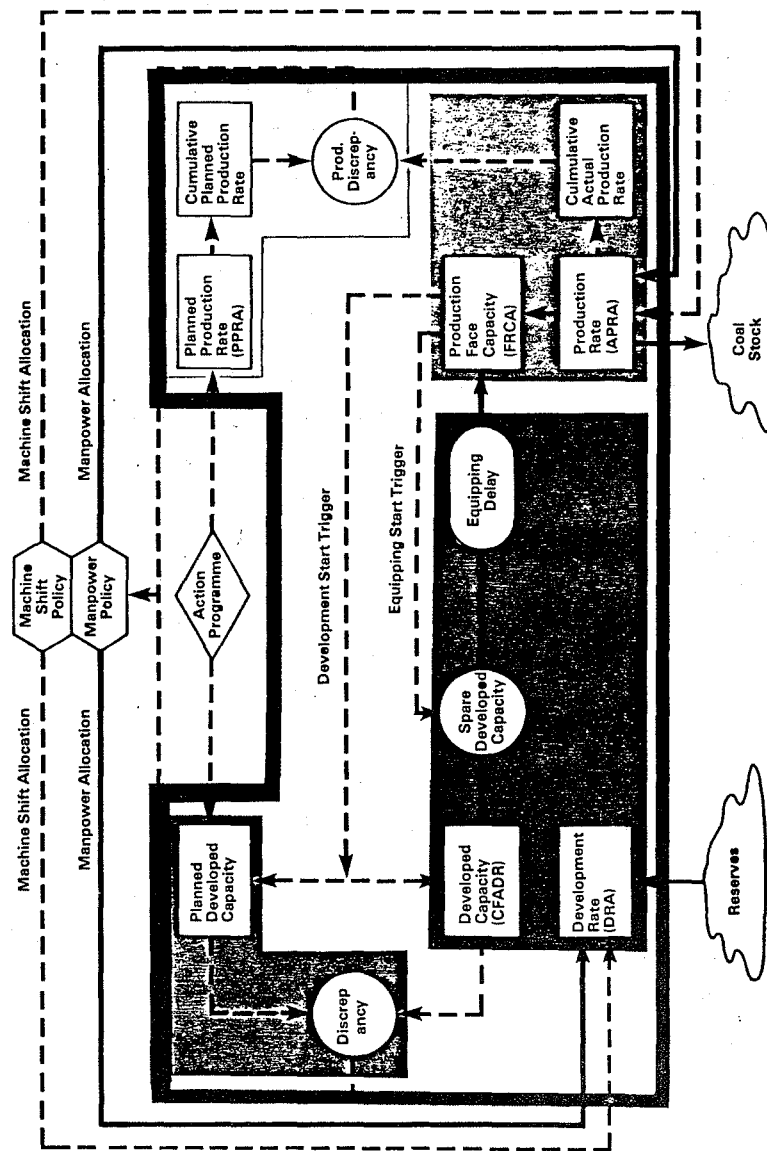 Machine Shift Allocation
Machine
Shift
Policy
Machine Shift Allocation
Manpower Allocation
Manpower
Policy
Manpower Allocation
Planned
Developed
Capacity
Action
Programme
Planned
Production
Rate
(PPRA)
Cumulative
Planned
Production
Rate
Discrep
ancy
Development Start Trigger
Prod.
Discrep-
ancy
Equipping Start Trigger
Developed
Capacity
(CFADR)
Spare
Developed
Capacity
Equipping
Delay
Production
Face
Capacity
(FRCA)
Development
Rate
(DRA)
Production
Rate
(APRA)
Culmulative
Actual
Production
Rate
Reserves
Coal
Stock